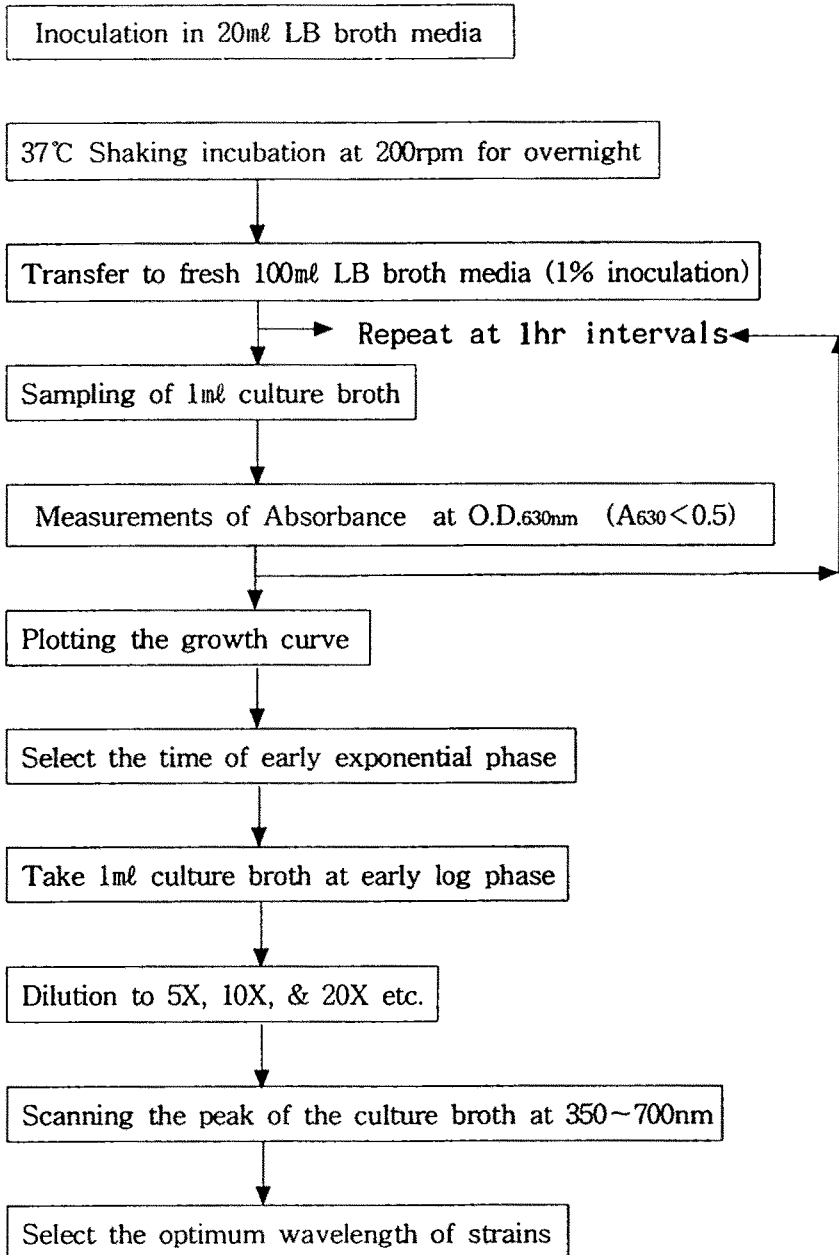 Inoculation in 20㎖ LB broth media
37℃ Shaking incubation at 200rpm for overnight
Transfer to fresh 100㎖ LB broth media (1% inoculation)
Repeat at 1hr intervals
Sampling of 1㎖ culture broth
Measurements of Absorbance at O.D.630nm (A630<0.5)
Plotting the growth curve
Select the time of early exponential phase
Take 1㎖ culture broth at early log phase
Dilution to 5X, 10X, & 20X etc.
Scanning the peak of the culture broth at 350~700nm
Select the optimum wavelength of strains